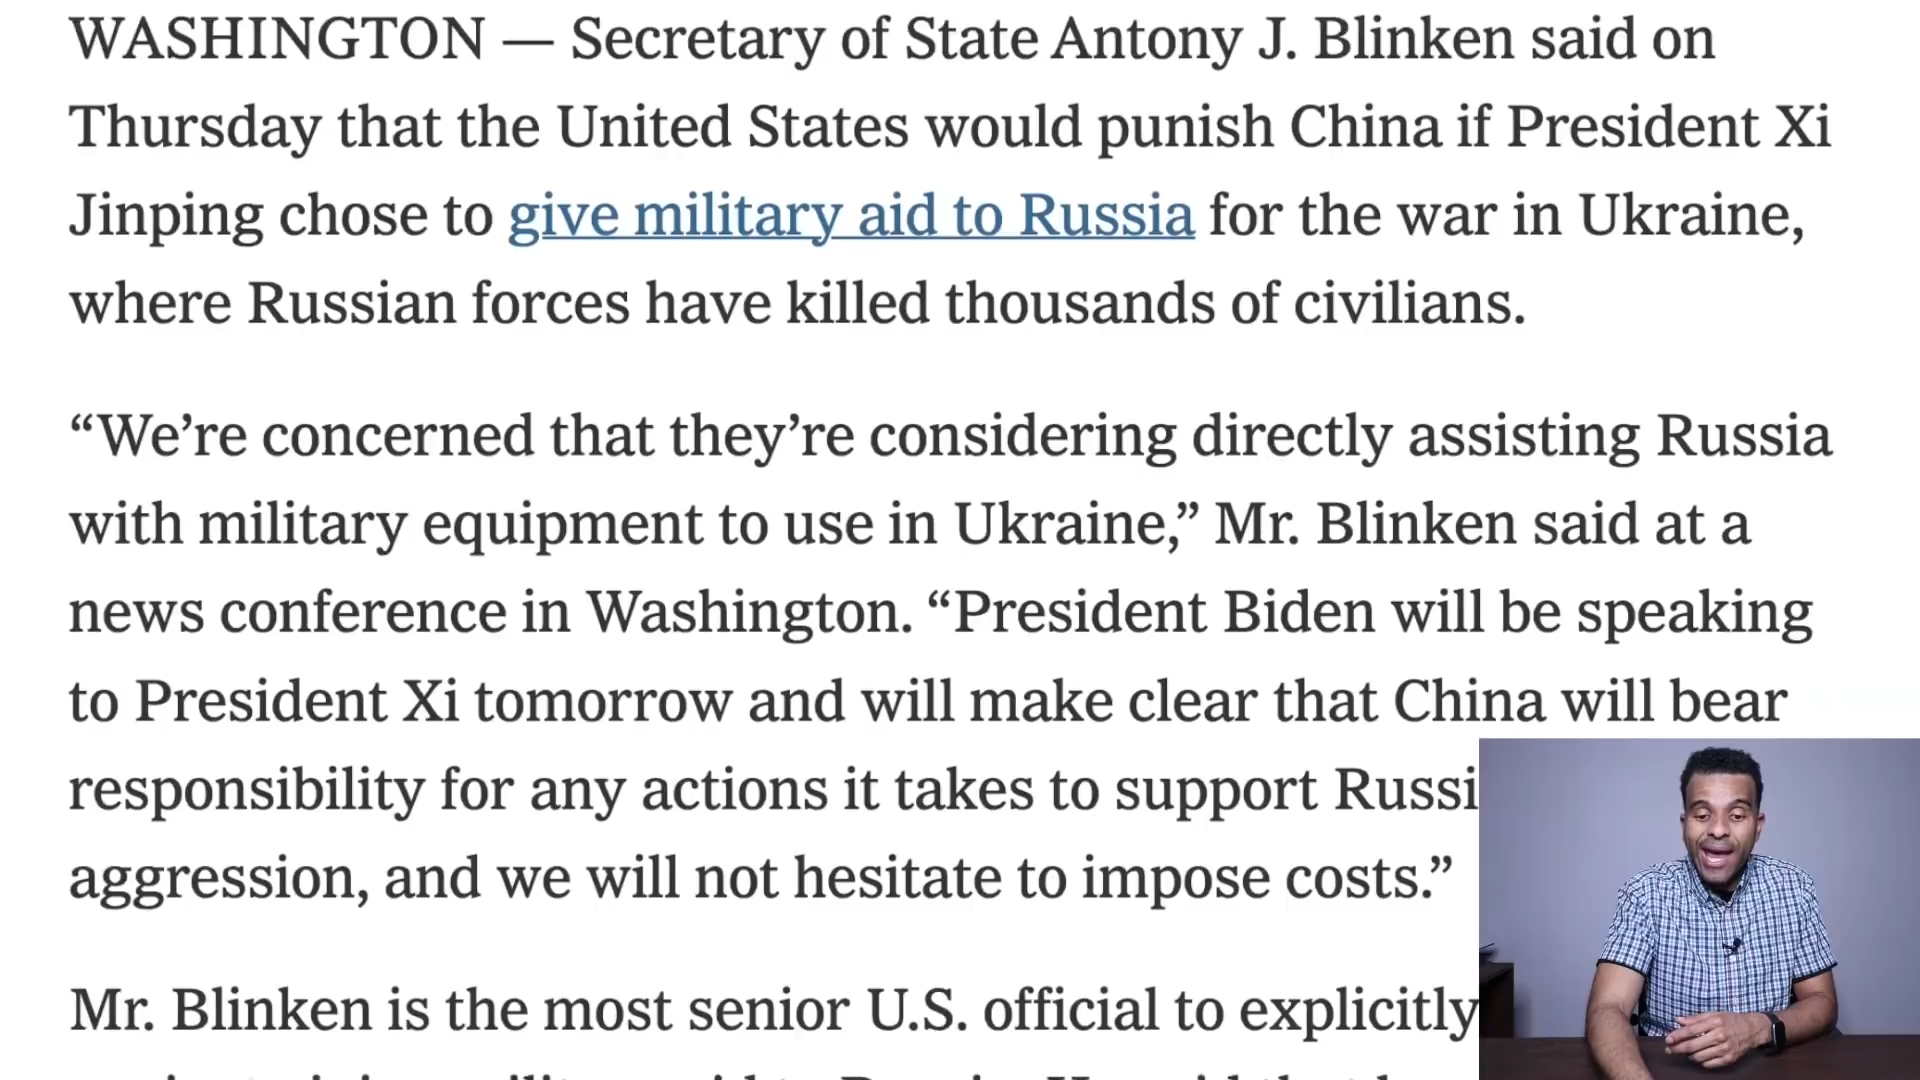 WASHINGTON — Secretary of State Antony J. Blinken said on
Thursday that the United States would punish China if President Xi
Jinping chose to give military aid to Russia for the war in Ukraine,
where Russian forces have killed thousands of civilians.
“We’re concerned that they’re considering directly assisting Russia
with military equipment to use in Ukraine,” Mr. Blinken said at a
news conference in Washington. “President Biden will be speaking
to President Xi tomorrow and will make clear that China will bear
responsibility for any actions it takes to support Russi
aggression, and we will not hesitate to impose costs.”
Mr. Blinken is the most senior U.S. official to explicitly